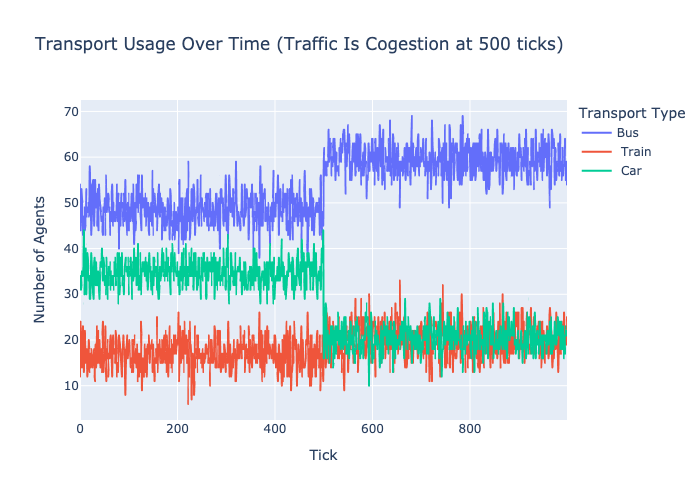 Transport Usage Over Time (Traffic Is Cogestion at 500 ticks)
Transport Type
Bus
Train
Car
Number of Agents
70
60
50
40
30
20
10
0
200
400
600
800
Tick